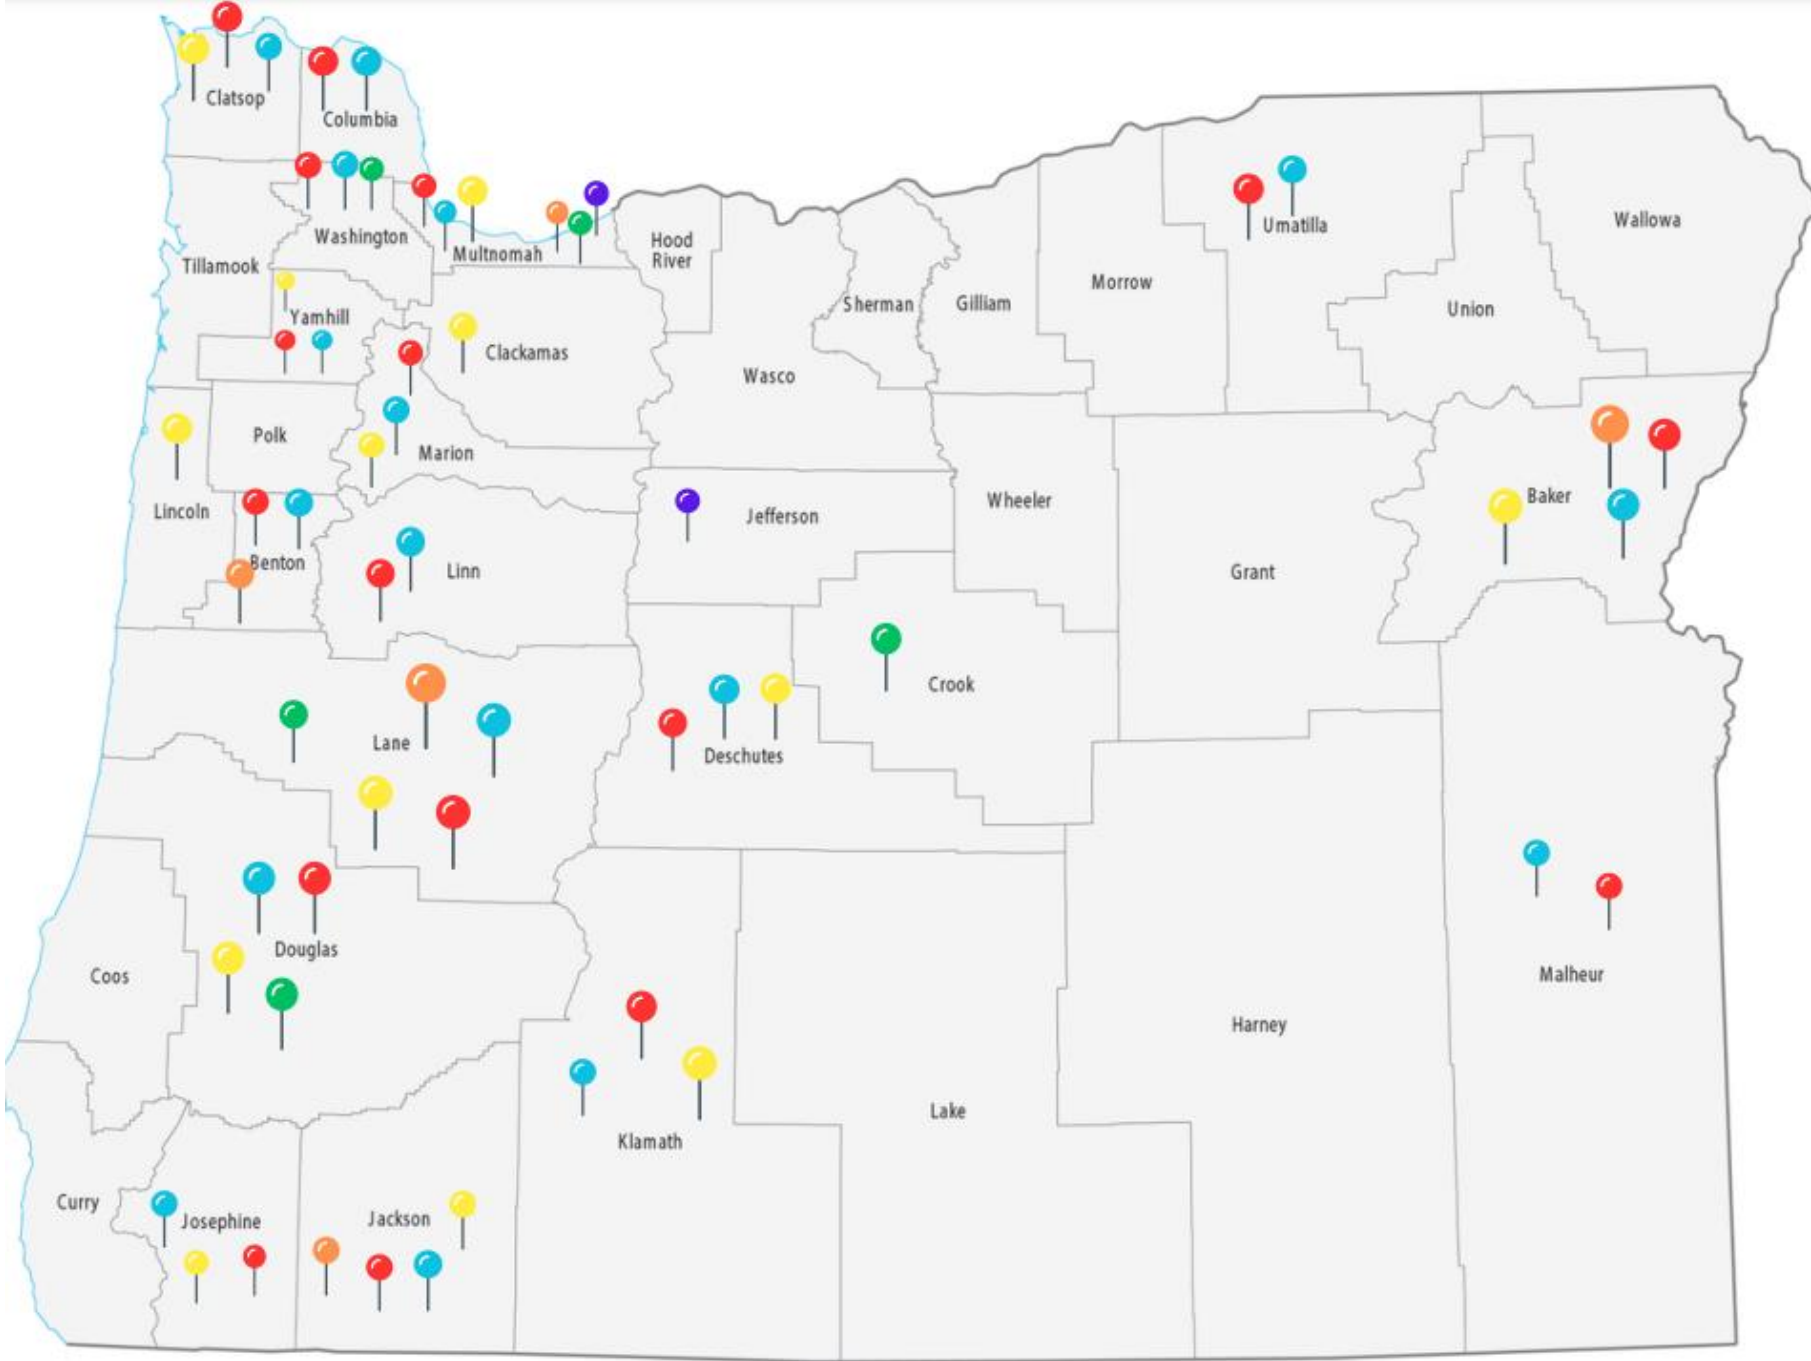 Clatsop
Columbia
Washington
Multnomah
Hood
River
Tillamook
Yamhill
Clackamas
Sherman
Gilliam
Morrow
Umatilla
Union
Wallowa
Wasco
Polk
Marion
Lincoln
Benton
Linn
Jefferson
Wheeler
Grant
Baker
Lane
Deschutes
Crook
Douglas
Coos
Klamath
Lake
Harney
Malheur
Curry
Josephine
Jackson